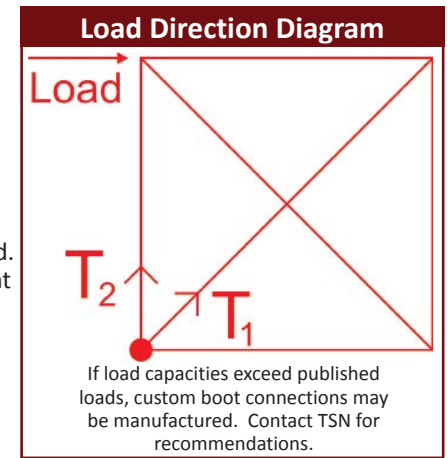 Load Direction Diagram
Load
d.
T2
nt
T1
If load capacities exceed published
loads, custom boot connections may
be manufactured. Contact TSN for
recommendations.